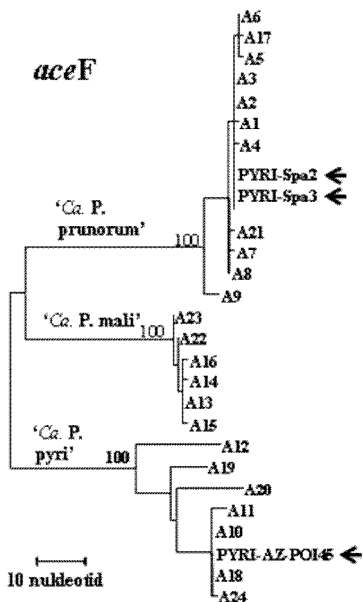 aceF
A6
A17
A5
A3
A2
A1
A4
PYRI-Spa2
PYRI-Spa3
'Ca. P.
prunorum'
100
A21
A7
A8
A9
'Ca. P. mali'
100
A23
A22
A16
A14
A13
A15
'Ca. P.
pyri'
100
A12
A19
A20
A11
A10
PYRI-AZ-POI45
A18
A24
10 nukleotid